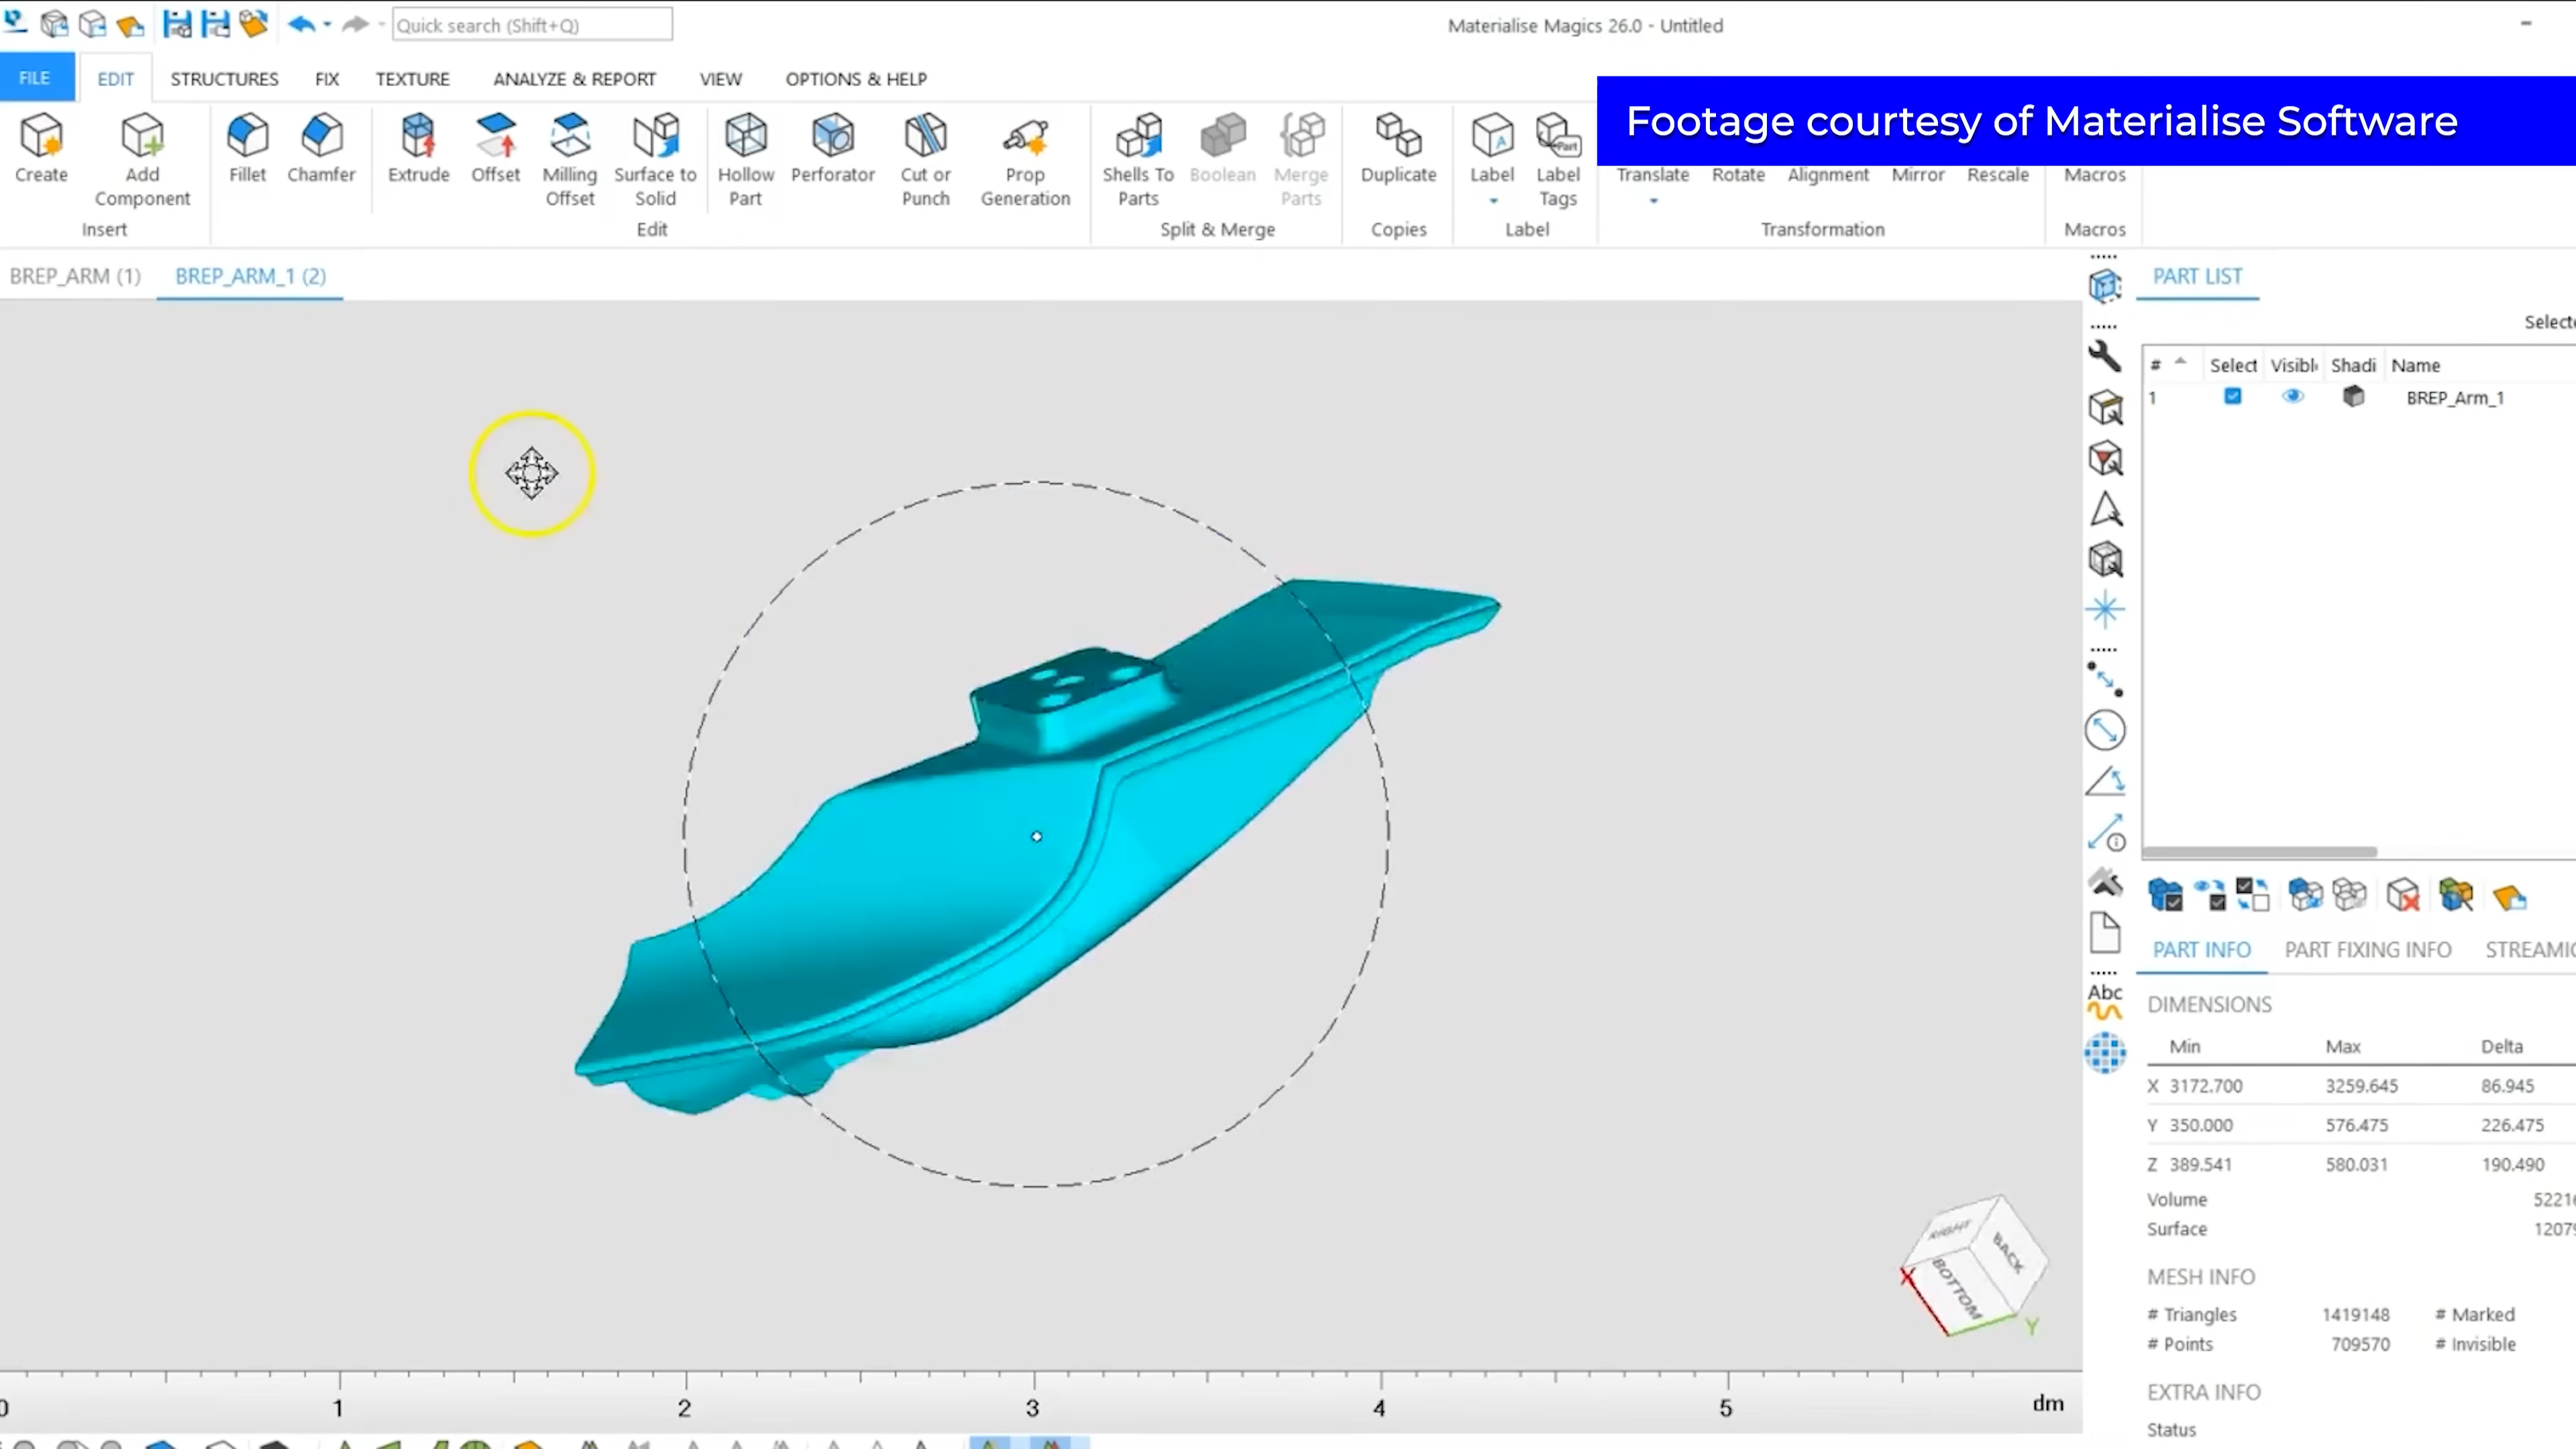 Quick search (Shift+Q)
Materialise Magics 26.0 - Untitled
FILE EDIT STRUCTURES FIX TEXTURE ANALYZE & REPORT VIEW OPTIONS & HELP
Footage courtesy of Materialise Software
Create Add Component Fillet Chamfer Extrude Offset Milling Offset Surface to Solid Hollow Part Perforator Cut or Punch Prop Generation Shells To Parts Boolean Merge Parts Duplicate Label Label Tags Translate Rotate Alignment Mirror Rescale Macros
Insert Edit Split & Merge Copies Label Transformation Macros
BREP_ARM (1) BREP_ARM_1 (2)
PART LIST
Selecte
# Select Visibl Shadi Name
1 BREP_Arm_1
PART INFO PART FIXING INFO STREAMIC
Abc
DIMENSIONS
Min Max Delta
X 3172.700 3259.645 86.945
Y 350.000 576.475 226.475
Z 389.541 580.031 190.490
Volume 52216
Surface 12079
RIGHT BACK
BOTTOM
X Y
MESH INFO
# Triangles 1419148 # Marked
# Points 709570 # Invisible
EXTRA INFO
Status
0 1 2 3 4 5 dm